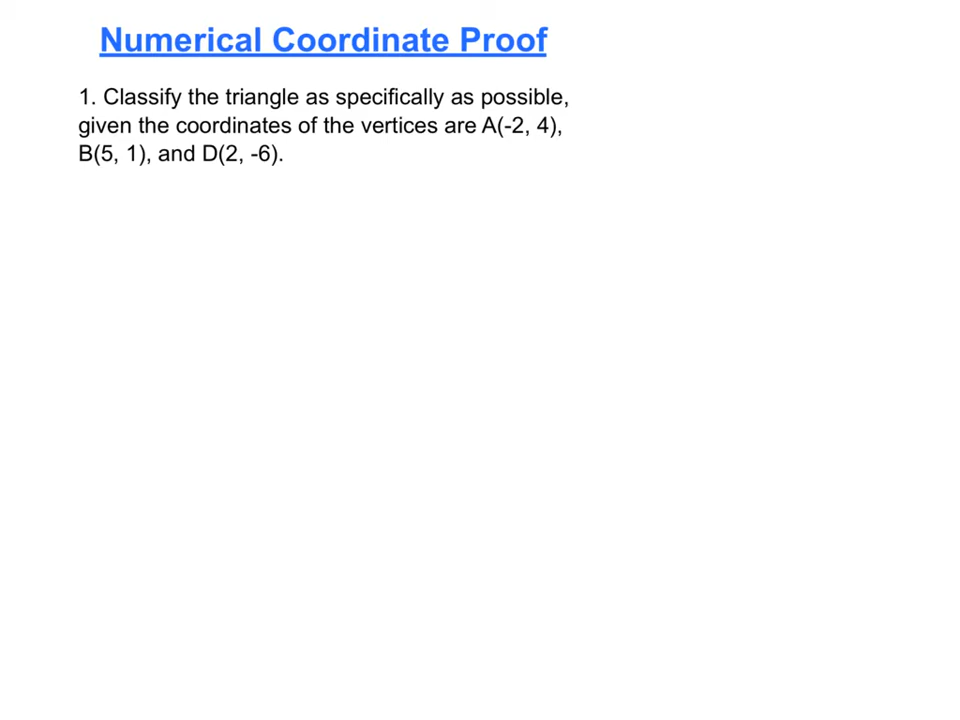 Numerical Coordinate Proof
1. Classify the triangle as specifically as possible,
given the coordinates of the vertices are A(-2, 4),
B(5, 1), and D(2, -6).